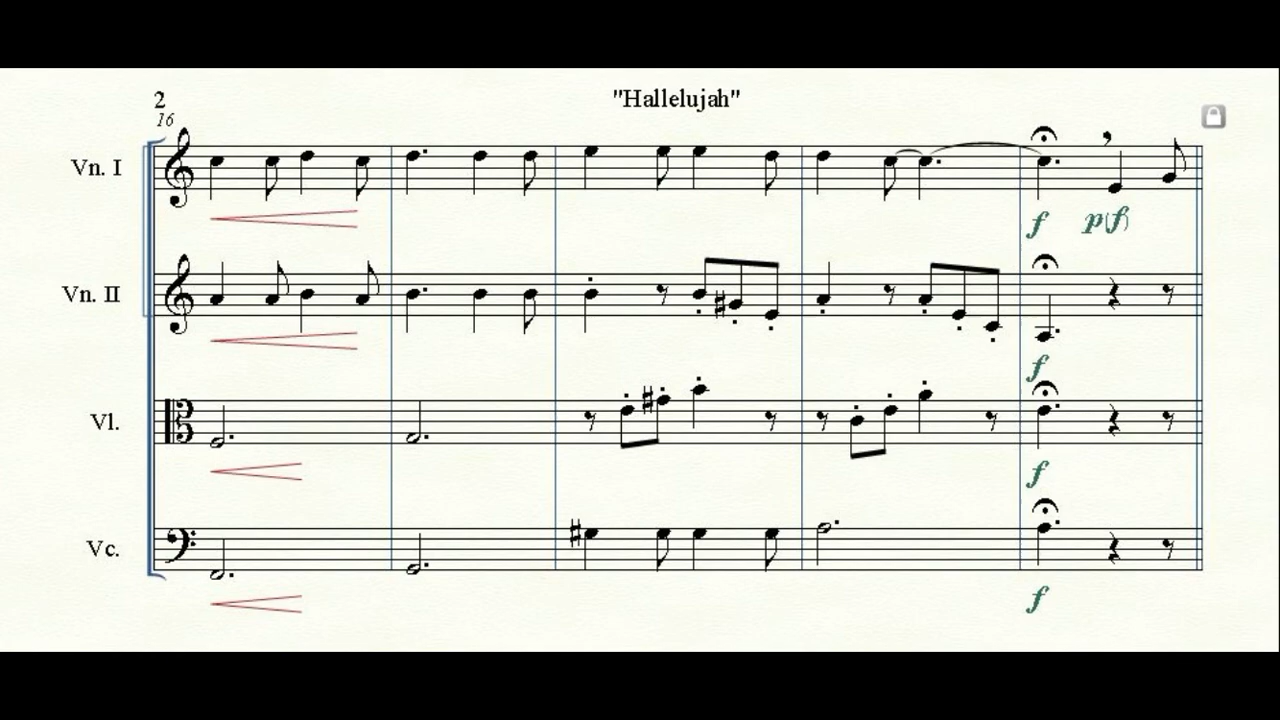 2
"Hallelujah"
16
Vn. I
f p(f)
Vn. II
f
Vl.
f
Vc.
f